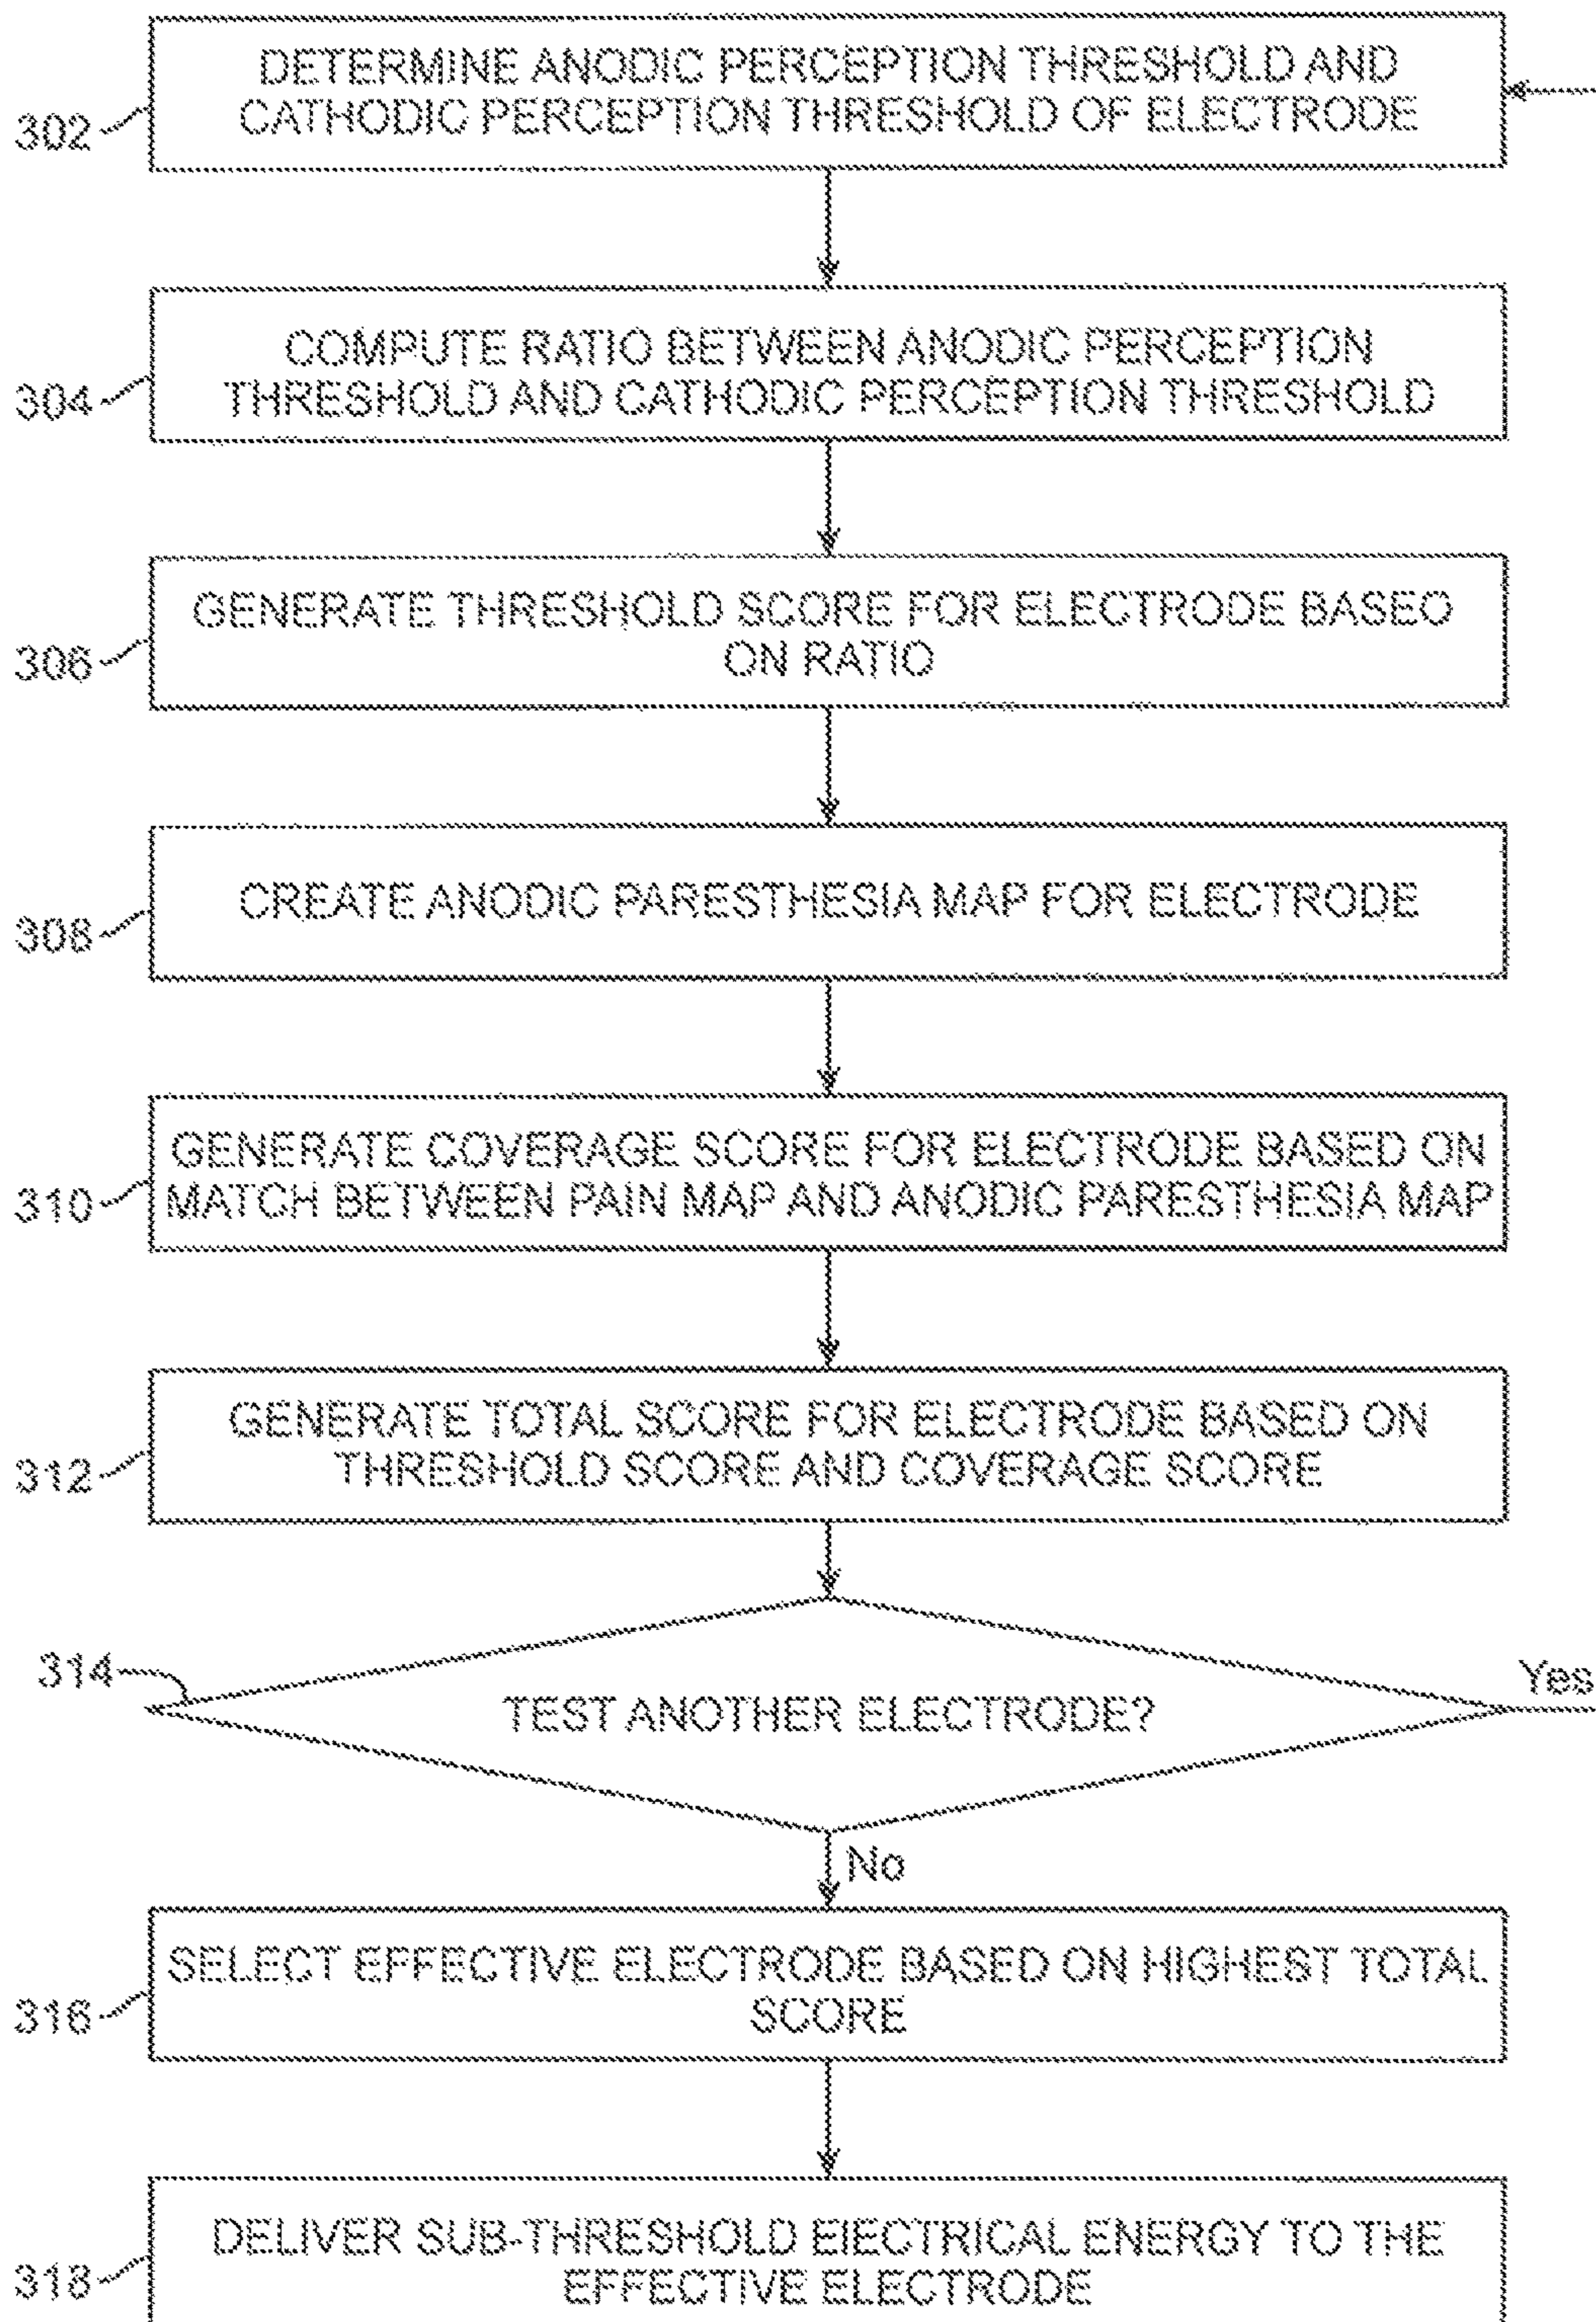 302
DETERMINE ANODIC PERCEPTION THRESHOLD AND
CATHODIC PERCEPTION THRESHOLD OF ELECTRODE
304
COMPUTE RATIO BETWEEN ANODIC PERCEPTION
THRESHOLD AND CATHODIC PERCEPTION THRESHOLD
306
GENERATE THRESHOLD SCORE FOR ELECTRODE BASEO
ON RATIO
308
CREATE ANODIC PARESTHESIA MAP FOR ELECTRODE
310
GENERATE COVERAGE SCORE FOR ELECTRODE BASED ON
MATCH BETWEEN PAIN MAP AND ANODIC PARESTHESIA MAP
312
GENERATE TOTAL SCORE FOR ELECTRODE BASED ON
THRESHOLD SCORE AND COVERAGE SCORE
314
TEST ANOTHER ELECTRODE?
Yes
No
316
SELECT EFFECTIVE ELECTRODE BASED ON HIGHEST TOTAL
SCORE
318
DELIVER SUB-THRESHOLD ElECTRICAL ENERGY TO THE
EFFECTIVE ELECTRODE